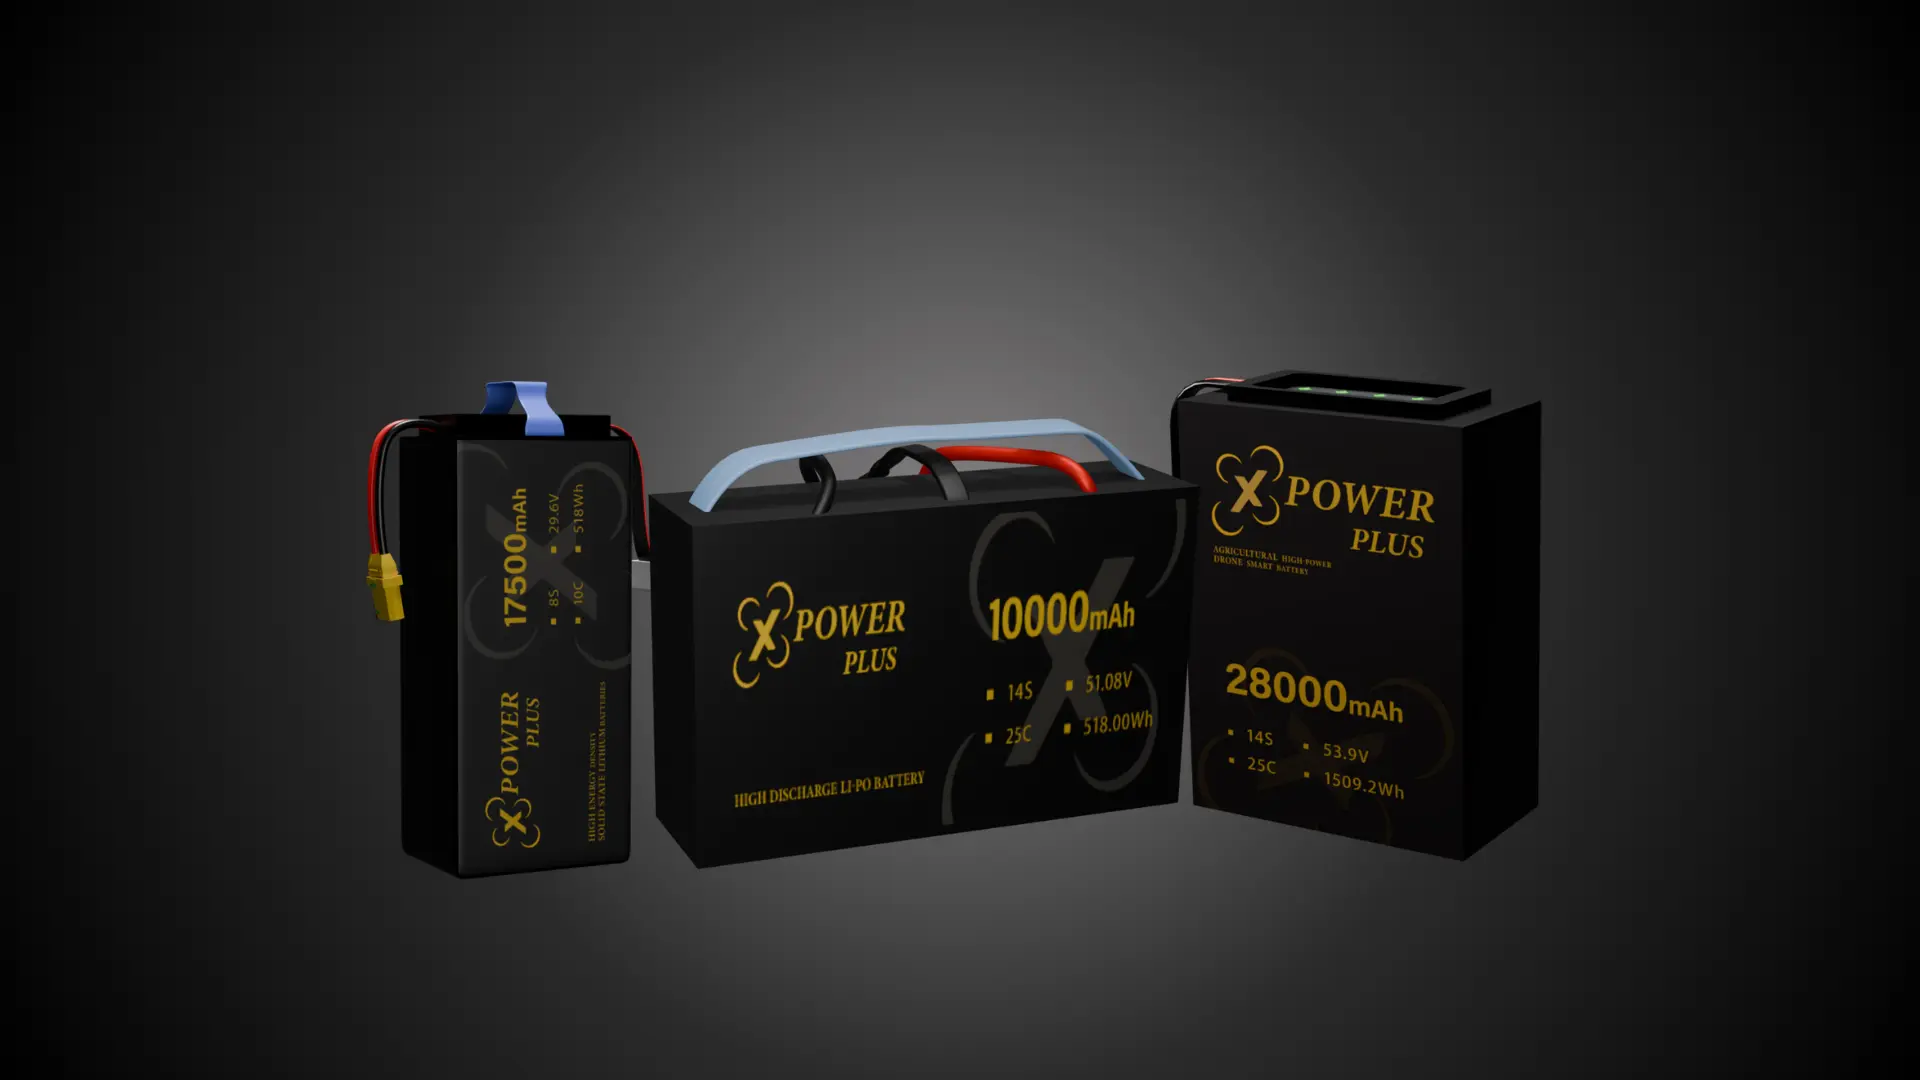 17500mAh
▪ 8S ▪ 29.6V
▪ 10C ▪ 518Wh
X POWER
PLUS
HIGH ENERGY DENSITY
SOLID STATE LITHIUM BATTERIES
X POWER
PLUS
10000mAh
▪ 14S ▪ 51.08V
▪ 25C ▪ 518.00Wh
HIGH DISCHARGE LI-PO BATTERY
X POWER
PLUS
AGRICULTURAL HIGH-POWER
DRONE SMART BATTERY
28000mAh
▪ 14S ▪ 53.9V
▪ 25C ▪ 1509.2Wh